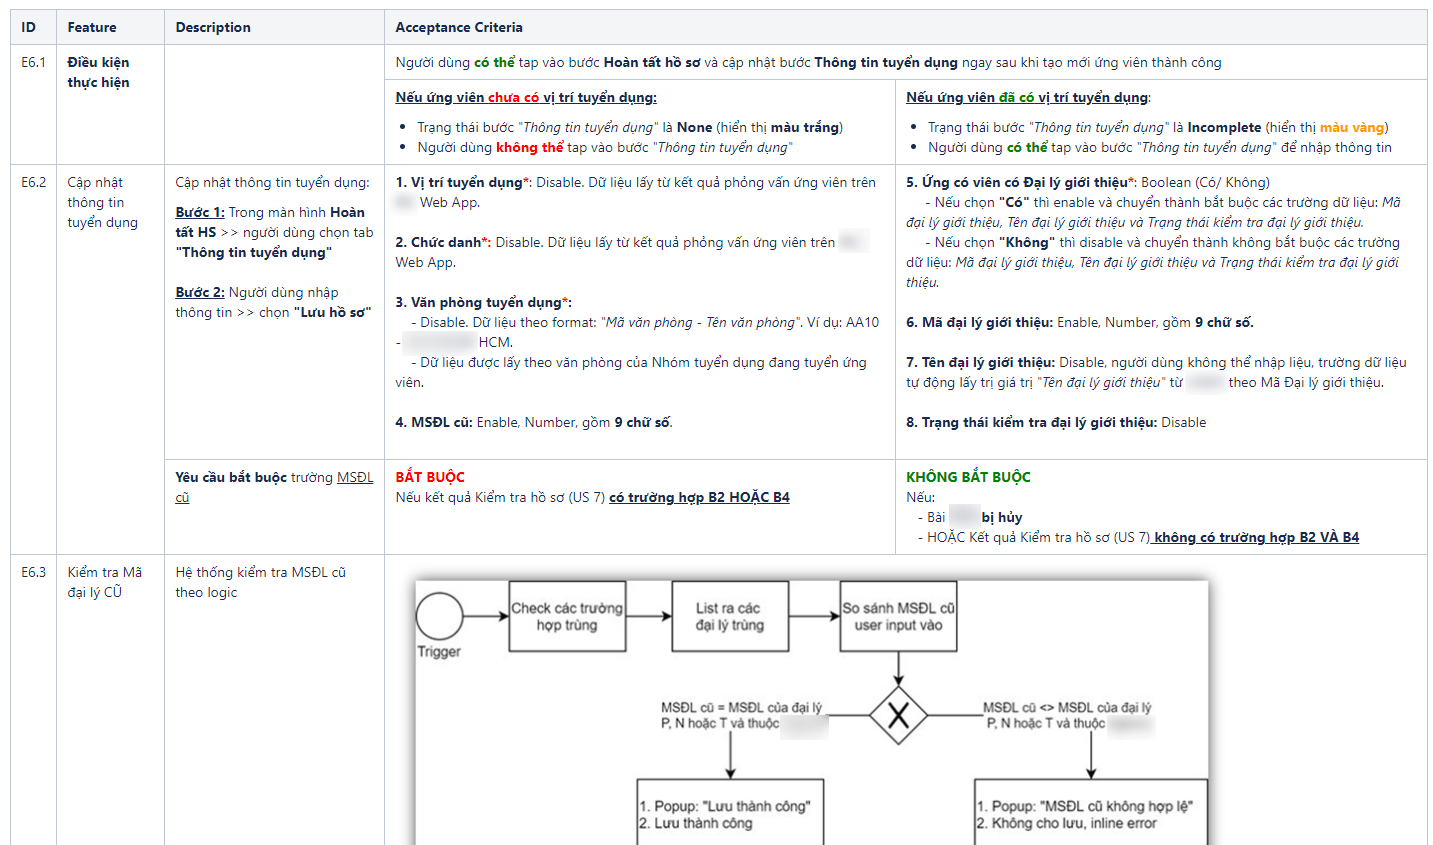 ID
Feature
Description
Acceptance Criteria
E6.1
Điều kiện
thực hiện
Người dùng có thể tap vào bước Hoàn tất hồ sơ và cập nhật bước Thông tin tuyển dụng ngay sau khi tạo mới ứng viên thành công
Nếu ứng viên chưa có vị trí tuyển dụng:
• Trạng thái bước "Thông tin tuyển dụng" là None (hiển thị màu trắng)
• Người dùng không thể tap vào bước "Thông tin tuyển dụng"
Nếu ứng viên đã có vị trí tuyển dụng:
• Trạng thái bước "Thông tin tuyển dụng" là Incomplete (hiển thị màu vàng)
• Người dùng có thể tap vào bước "Thông tin tuyển dụng" để nhập thông tin
E6.2
Cập nhật
thông tin
tuyển dụng
Cập nhật thông tin tuyển dụng:
Bước 1: Trong màn hình Hoàn
tất HS >> người dùng chọn tab
"Thông tin tuyển dụng"
Bước 2: Người dùng nhập
thông tin >> chọn "Lưu hồ sơ"
1. Vị trí tuyển dụng*: Disable. Dữ liệu lấy từ kết quả phỏng vấn ứng viên trên
Web App.
2. Chức danh*: Disable. Dữ liệu lấy từ kết quả phỏng vấn ứng viên trên
Web App.
3. Văn phòng tuyển dụng*:
- Disable. Dữ liệu theo format: "Mã văn phòng - Tên văn phòng". Ví dụ: AA10
- HCM.
- Dữ liệu được lấy theo văn phòng của Nhóm tuyển dụng đang tuyển ứng
viên.
4. MSĐL cũ: Enable, Number, gồm 9 chữ số.
5. Ứng có viên có Đại lý giới thiệu*: Boolean (Có/ Không)
- Nếu chọn "Có" thì enable và chuyển thành bắt buộc các trường dữ liệu: Mã
đại lý giới thiệu, Tên đại lý giới thiệu và Trạng thái kiểm tra đại lý giới thiệu.
- Nếu chọn "Không" thì disable và chuyển thành không bắt buộc các trường
dữ liệu: Mã đại lý giới thiệu, Tên đại lý giới thiệu và Trạng thái kiểm tra đại lý giới
thiệu.
6. Mã đại lý giới thiệu: Enable, Number, gồm 9 chữ số.
7. Tên đại lý giới thiệu: Disable, người dùng không thể nhập liệu, trường dữ liệu
tự động lấy trị giá trị "Tên đại lý giới thiệu" từ theo Mã Đại lý giới thiệu.
8. Trạng thái kiểm tra đại lý giới thiệu: Disable
Yêu cầu bắt buộc trường MSĐL
cũ
BẮT BUỘC
Nếu kết quả Kiểm tra hồ sơ (US 7) có trường hợp B2 HOẶC B4
KHÔNG BẮT BUỘC
Nếu:
- Bài bị hủy
- HOẶC Kết quả Kiểm tra hồ sơ (US 7) không có trường hợp B2 VÀ B4
E6.3
Kiểm tra Mã
đại lý CŨ
Hệ thống kiểm tra MSĐL cũ
theo logic
Trigger
Check các trường
hợp trùng
List ra các
đại lý trùng
So sánh MSĐL cũ
user input vào
X
MSĐL cũ = MSĐL của đại lý
P, N hoặc T và thuộc
MSĐL cũ <> MSĐL của đại lý
P, N hoặc T và thuộc
1. Popup: "Lưu thành công"
2. Lưu thành công
1. Popup: "MSĐL cũ không hợp lệ"
2. Không cho lưu, inline error